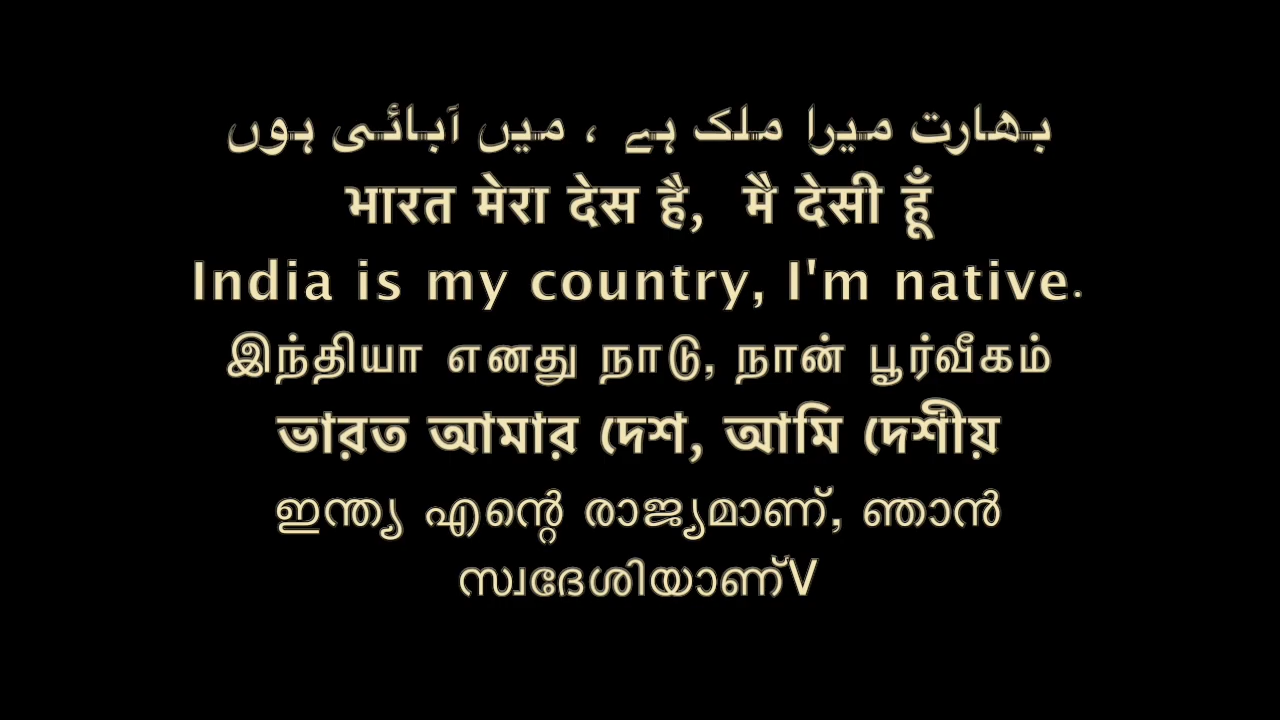 بھارت میرا ملک ہے ، میں آبائی ہوں
भारत मेरा देस है, मै देसी हूँ
India is my country, I'm native.
இந்தியா எனது நாடு, நான் பூர்வீகம்
ভারত আমার দেশ, আমি দেশীয়
ഇന്ത്യ എന്റെ രാജ്യമാണ്, ഞാൻ
സ്വദേശിയാണ്V